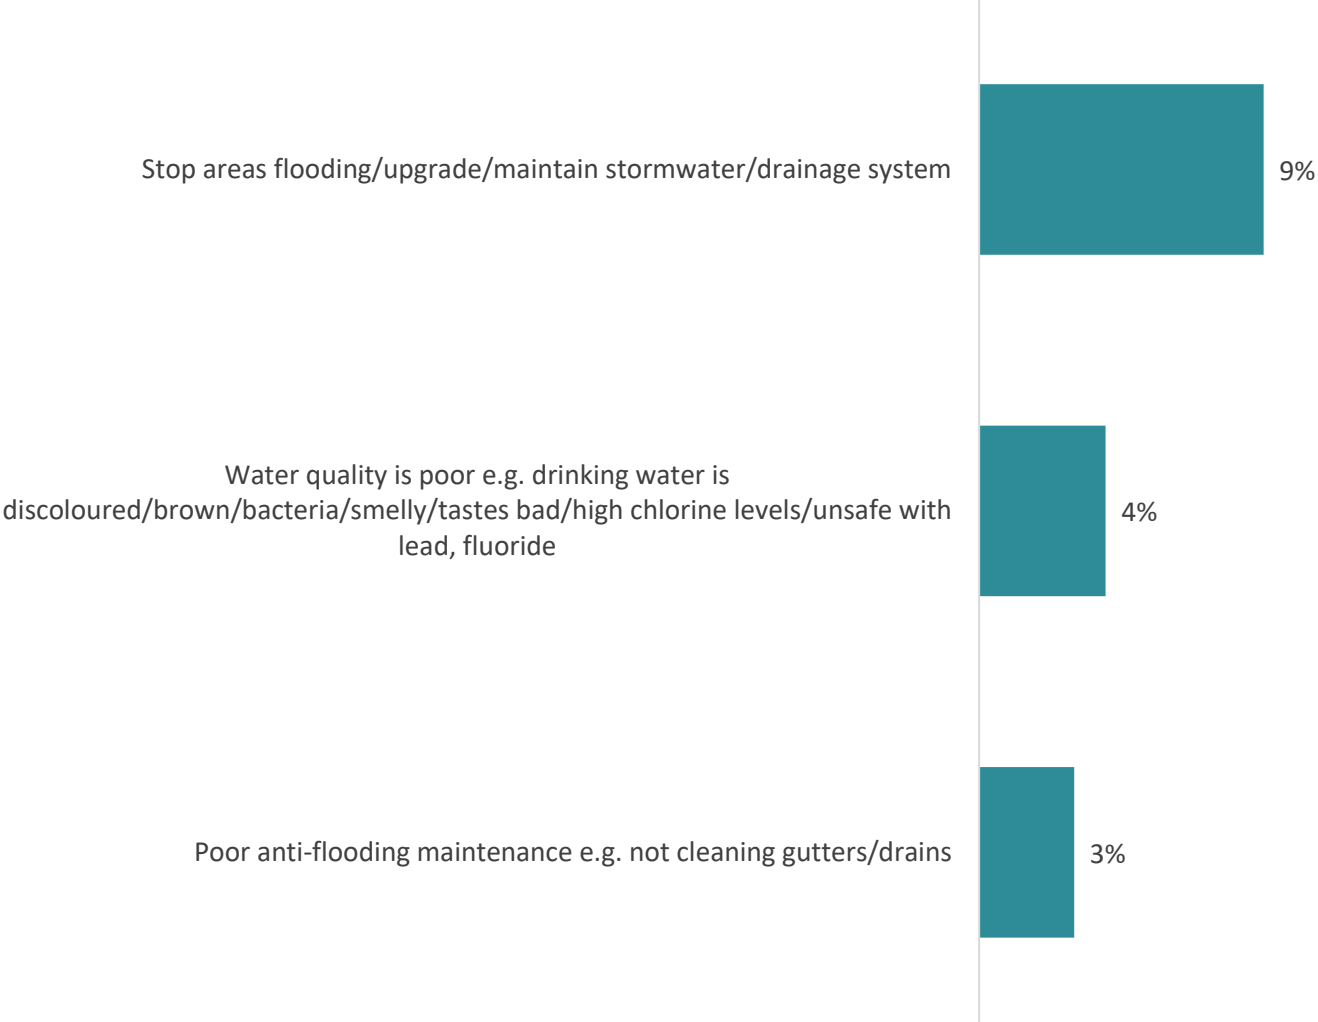 Stop areas flooding/upgrade/maintain stormwater/drainage system
9%
Water quality is poor e.g. drinking water is
discoloured/brown/bacteria/smelly/tastes bad/high chlorine levels/unsafe with
lead, fluoride
4%
Poor anti-flooding maintenance e.g. not cleaning gutters/drains
3%